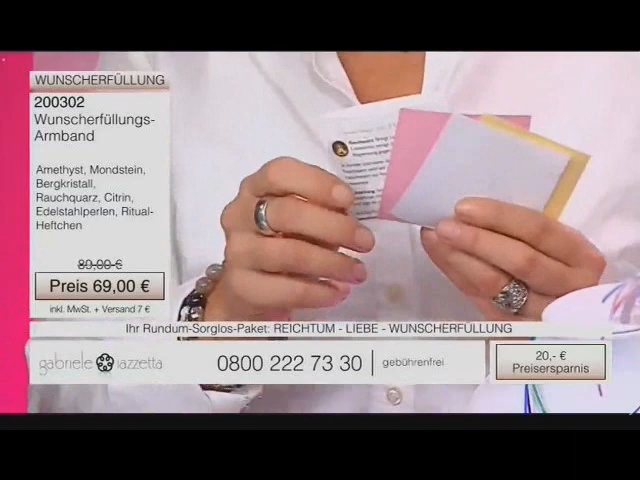 WUNSCHERFÜLLUNG
200302
Wunscherfüllungs-
Armband
Amethyst, Mondstein,
Bergkristall,
Rauchquarz, Citrin,
Edelstahlperlen, Ritual-
Heftchen
89,00 €
Preis 69,00 €
inkl. MwSt. + Versand 7 €
Ihr Rundum-Sorglos-Paket: REICHTUM - LIEBE - WUNSCHERFÜLLUNG
gabriele iazzetta
0800 222 73 30
gebührenfrei
20,- €
Preisersparnis